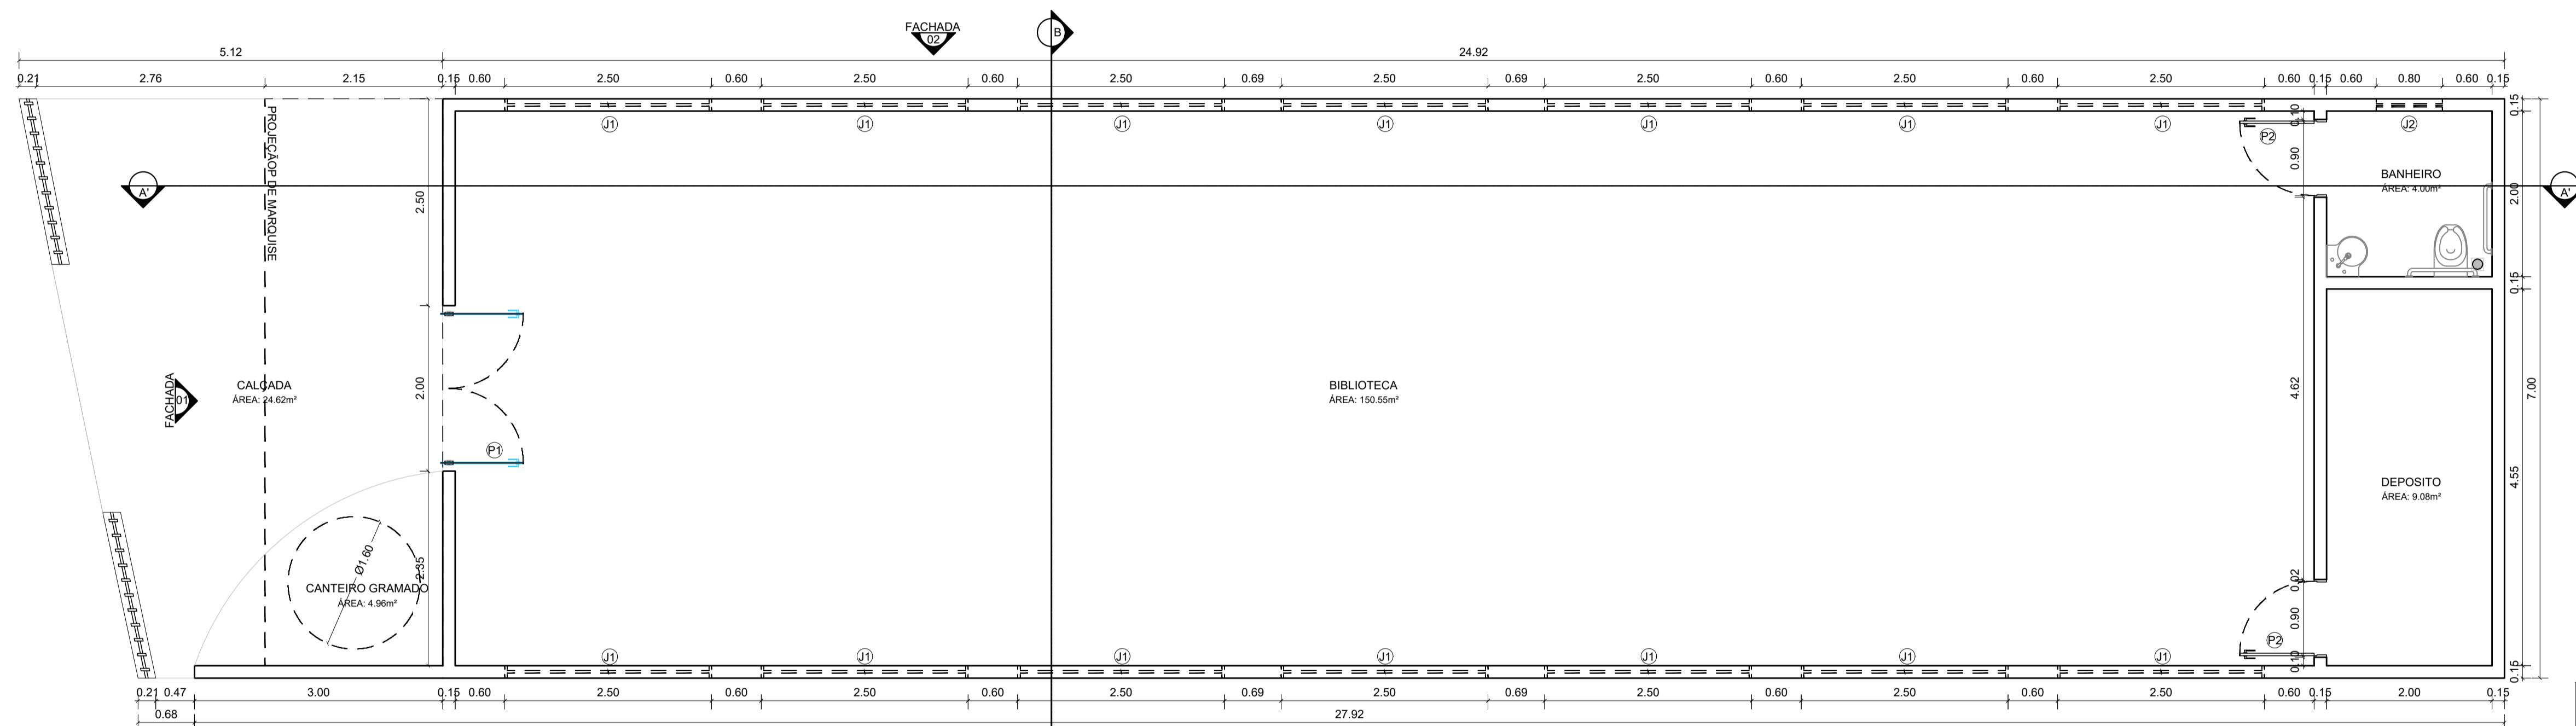 FACHADA
02
B
5.12
24.92
0.21 2.76 2.15 0.15 0.60 2.50 0.60 2.50 0.60 2.50 0.69 2.50 0.69 2.50 0.60 2.50 0.60 2.50 0.60 0.15 0.60 0.80 0.60 0.15
J1 J1 J1 J1 J1 J1 J1 J2
PROJEÇÃOP DE MARQUISE
0.10
0.15
P2
0.90
BANHEIRO
ÁREA: 4.00m²
A'
A'
2.50
2.00
0.15
FACHADA
01
CALÇADA
ÁREA: 24.62m²
2.00
BIBLIOTECA
ÁREA: 150.55m²
4.62
7.00
P1
DEPOSITO
ÁREA: 9.08m²
4.55
Ø1.60
2.35
CANTEIRO GRAMADO
ÁREA: 4.96m²
0.02
0.90
P2
0.10
0.15
J1 J1 J1 J1 J1 J1 J1
0.21 0.47 3.00 0.15 0.60 2.50 0.60 2.50 0.60 2.50 0.69 2.50 0.69 2.50 0.60 2.50 0.60 2.50 0.60 0.15 2.00 0.15
0.68
27.92